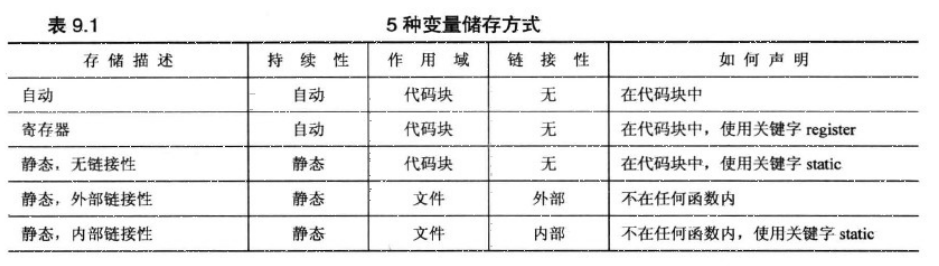 表 9.1 5 种变量储存方式
存 储 描 述 持 续 性 作 用 域 链 接 性 如 何 声 明
自动 自动 代码块 无 在代码块中
寄存器 自动 代码块 无 在代码块中，使用关键字 register
静态，无链接性 静态 代码块 无 在代码块中，使用关键字 static
静态，外部链接性 静态 文件 外部 不在任何函数内
静态，内部链接性 静态 文件 内部 不在任何函数内，使用关键字 static